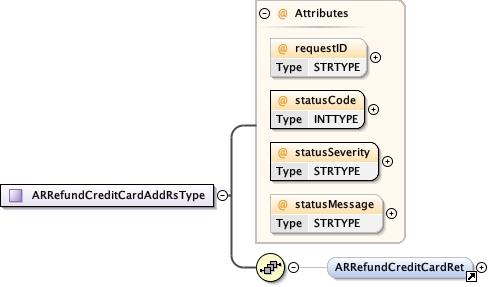 @ Attributes
@ requestID
Type STRTYPE
@ statusCode
Type INTTYPE
@ statusSeverity
Type STRTYPE
@ statusMessage
Type STRTYPE
ARRefundCreditCardAddRsType
ARRefundCreditCardRet